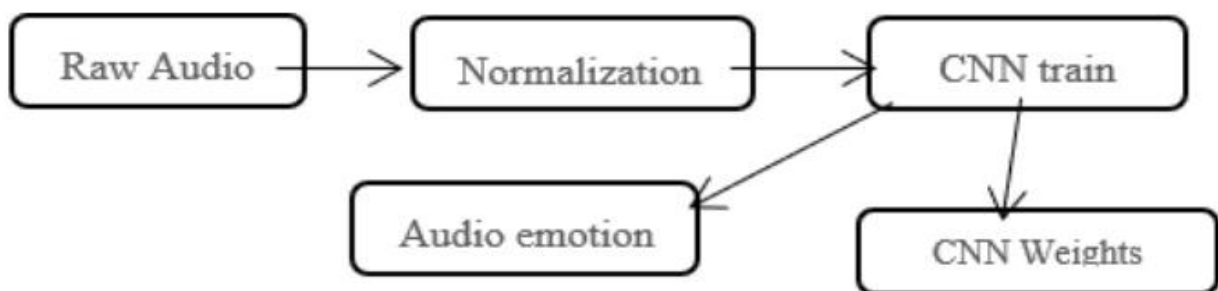 Raw Audio
Normalization
CNN train
Audio emotion
CNN Weights